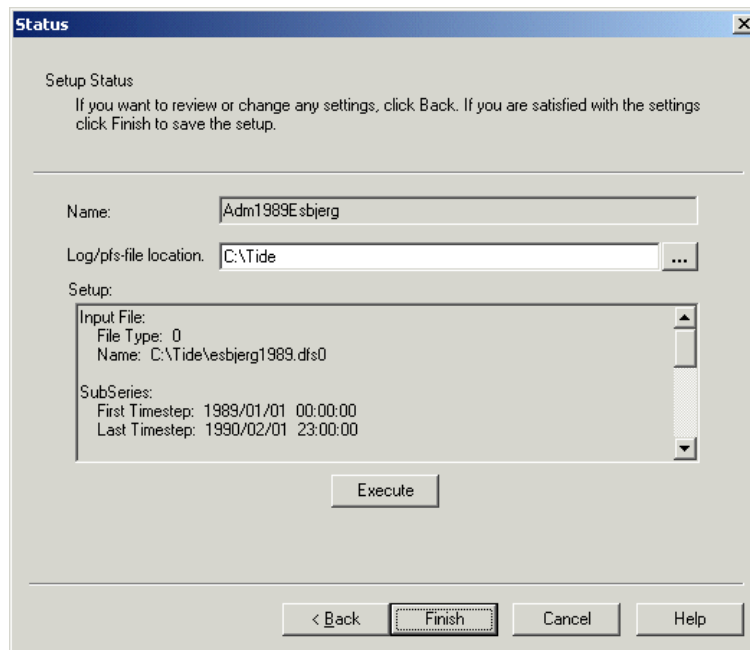 Status
Setup Status
If you want to review or change any settings, click Back. If you are satisfied with the settings
click Finish to save the setup.
Name:
Adm1989Esbjerg
Log/pfs-file location.
C:\Tide
...
Setup:
Input File:
File Type: 0
Name: C:\Tide\esbjerg1989.dfs0
SubSeries:
First Timestep: 1989/01/01 00:00:00
Last Timestep: 1990/02/01 23:00:00
Execute
< Back
Finish
Cancel
Help